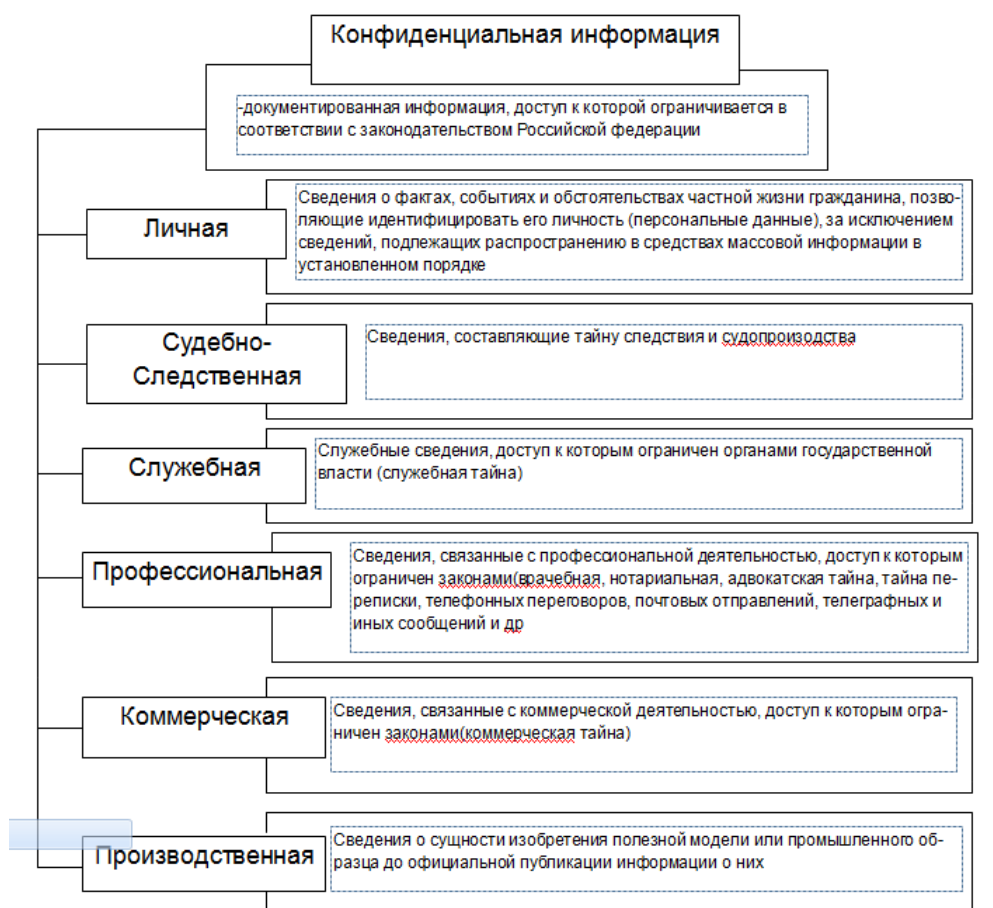 Конфиденциальная информация
-документированная информация, доступ к которой ограничивается в
соответствии с законодательством Российской федерации
Личная
Сведения о фактах, событиях и обстоятельствах частной жизни гражданина, позво-
ляющие идентифицировать его личность (персональные данные), за исключением
сведений, подлежащих распространению в средствах массовой информации в
установленном порядке
Судебно-
Следственная
Сведения, составляющие тайну следствия и судопроизодства
Служебная
Служебные сведения, доступ к которым ограничен органами государственной
власти (служебная тайна)
Профессиональная
Сведения, связанные с профессиональной деятельностью, доступ к которым
ограничен законами(врачебная, нотариальная, адвокатская тайна, тайна пе-
реписки, телефонных переговоров, почтовых отправлений, телеграфных и
иных сообщений и др
Коммерческая
Сведения, связанные с коммерческой деятельностью, доступ к которым огра-
ничен законами(коммерческая тайна)
Производственная
Сведения о сущности изобретения полезной модели или промышленного об-
разца до официальной публикации информации о них